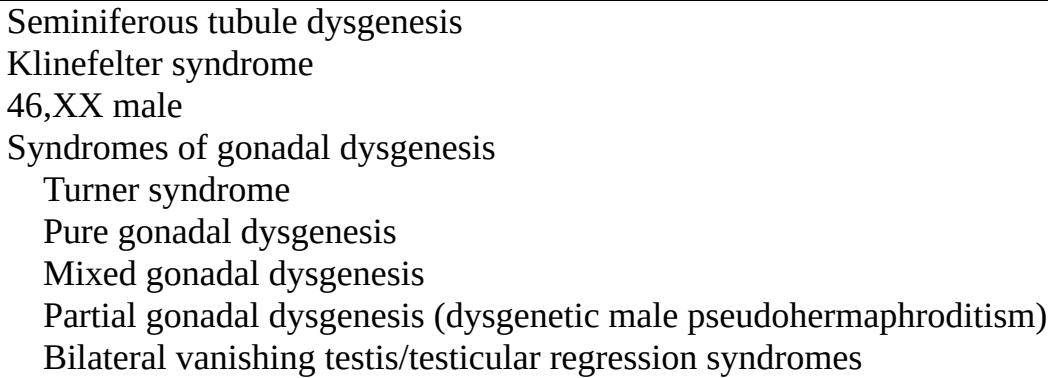 Seminiferous tubule dysgenesis
Klinefelter syndrome
46,XX male
Syndromes of gonadal dysgenesis
Turner syndrome
Pure gonadal dysgenesis
Mixed gonadal dysgenesis
Partial gonadal dysgenesis (dysgenetic male pseudohermaphroditism)
Bilateral vanishing testis/testicular regression syndromes